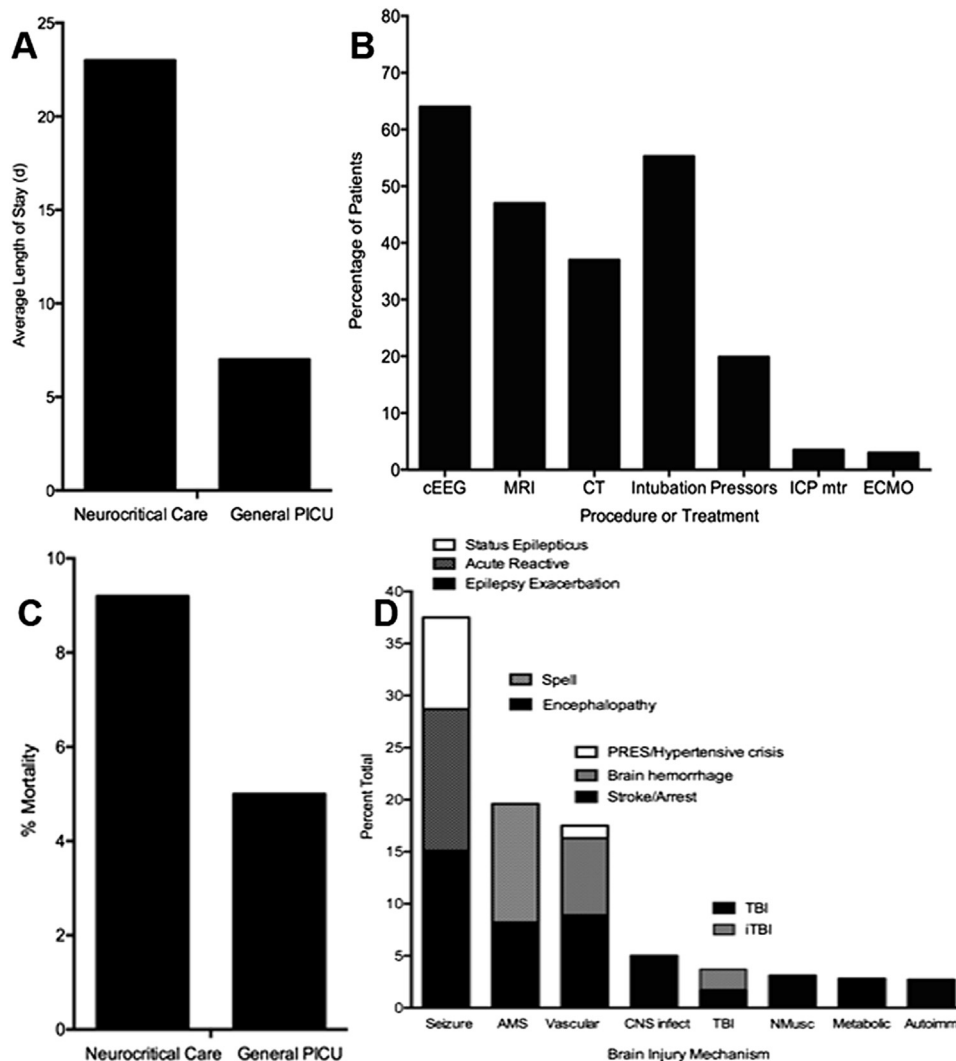 A
Average Length of Stay (d)
25
20
15
10
5
0
Neurocritical Care
General PICU
B
Percentage of Patients
80
70
60
50
40
30
20
10
0
cEEG
MRI
CT
Intubation
Pressors
ICP mtr
ECMO
Procedure or Treatment
C
% Mortality
10
8
6
4
2
0
Neurocritical Care
General PICU
Status Epilepticus
Acute Reactive
Epilepsy Exacerbation
D
Percent Totlal
40
35
30
25
20
15
10
5
0
Spell
Encephalopathy
PRES/Hypertensive crisis
Brain hemorrhage
Stroke/Arrest
TBI
iTBI
Seizure
AMS
Vascular
CNS infect
TBI
NMusc
Metabolic
Autoimm
Brain Injury Mechanism